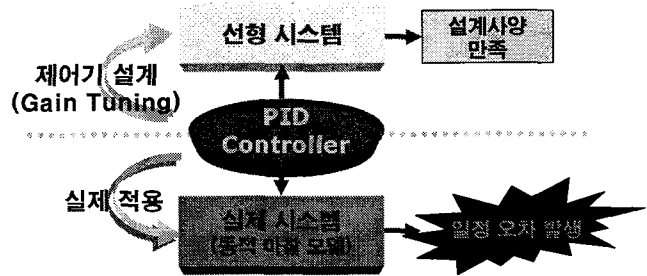 선형 시스템
설계사양
만족
제어기 설계
(Gain Tuning)
PID
Controller
실제 적용
실제 시스템
(동적 마찰 모델)
일정 오차 발생